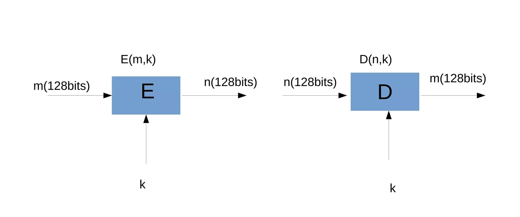 E(m,k)
m(128bits)
E
n(128bits)
k
D(n,k)
n(128bits)
D
m(128bits)
k